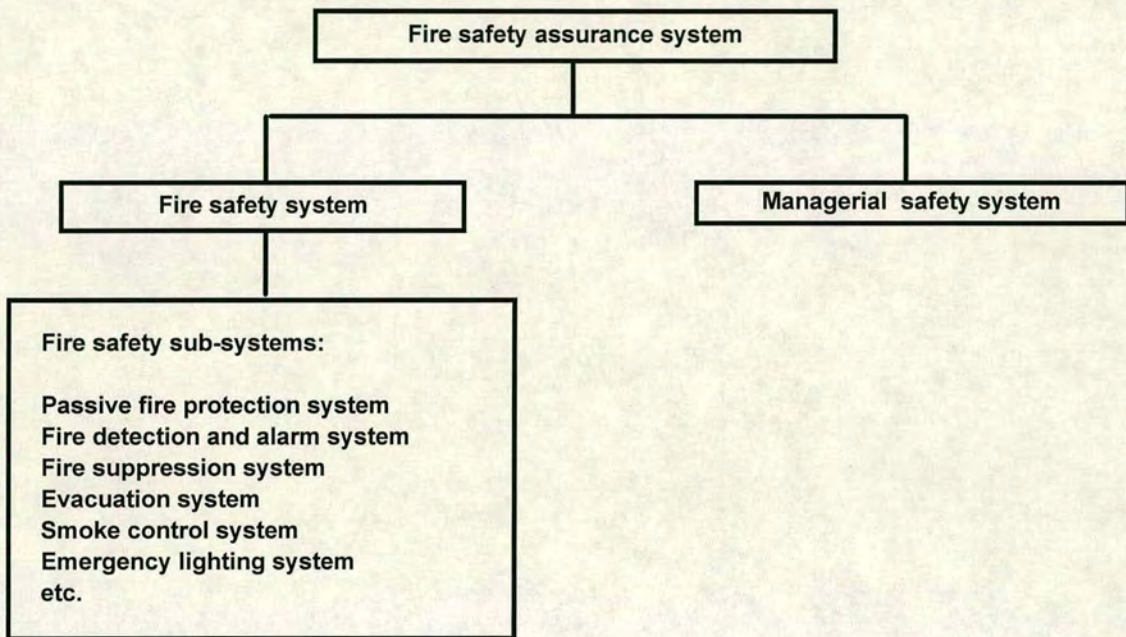 Fire safety assurance system
Fire safety system
Managerial safety system
Fire safety sub-systems:
Passive fire protection system
Fire detection and alarm system
Fire suppression system
Evacuation system
Smoke control system
Emergency lighting system
etc.